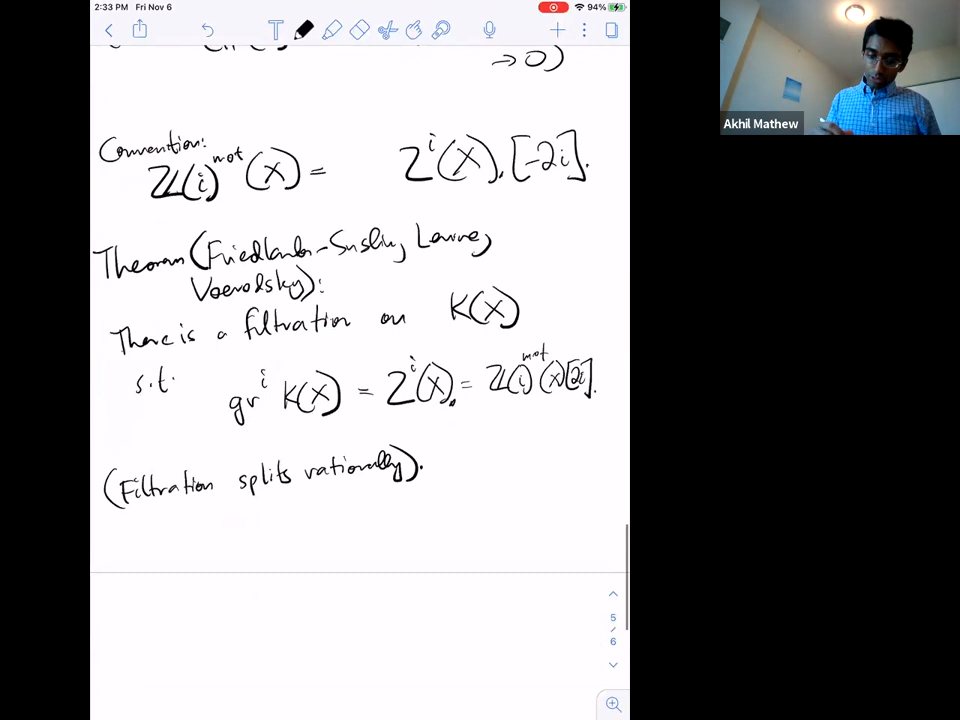 2:33 PM Fri Nov 6
94%
→ 0)
Convention:
ℤ(i)^mot (X) = Z^i(X). [-2i].
Theorem (Friedlander-Suslin, Levine,
Voevodsky):
There is a filtration on K(X)
s.t.
gr^i K(X) = Z^i(X). = ℤ(i)^mot (X)[2i].
(Filtration splits rationally).
5
/
6
T
Akhil Mathew